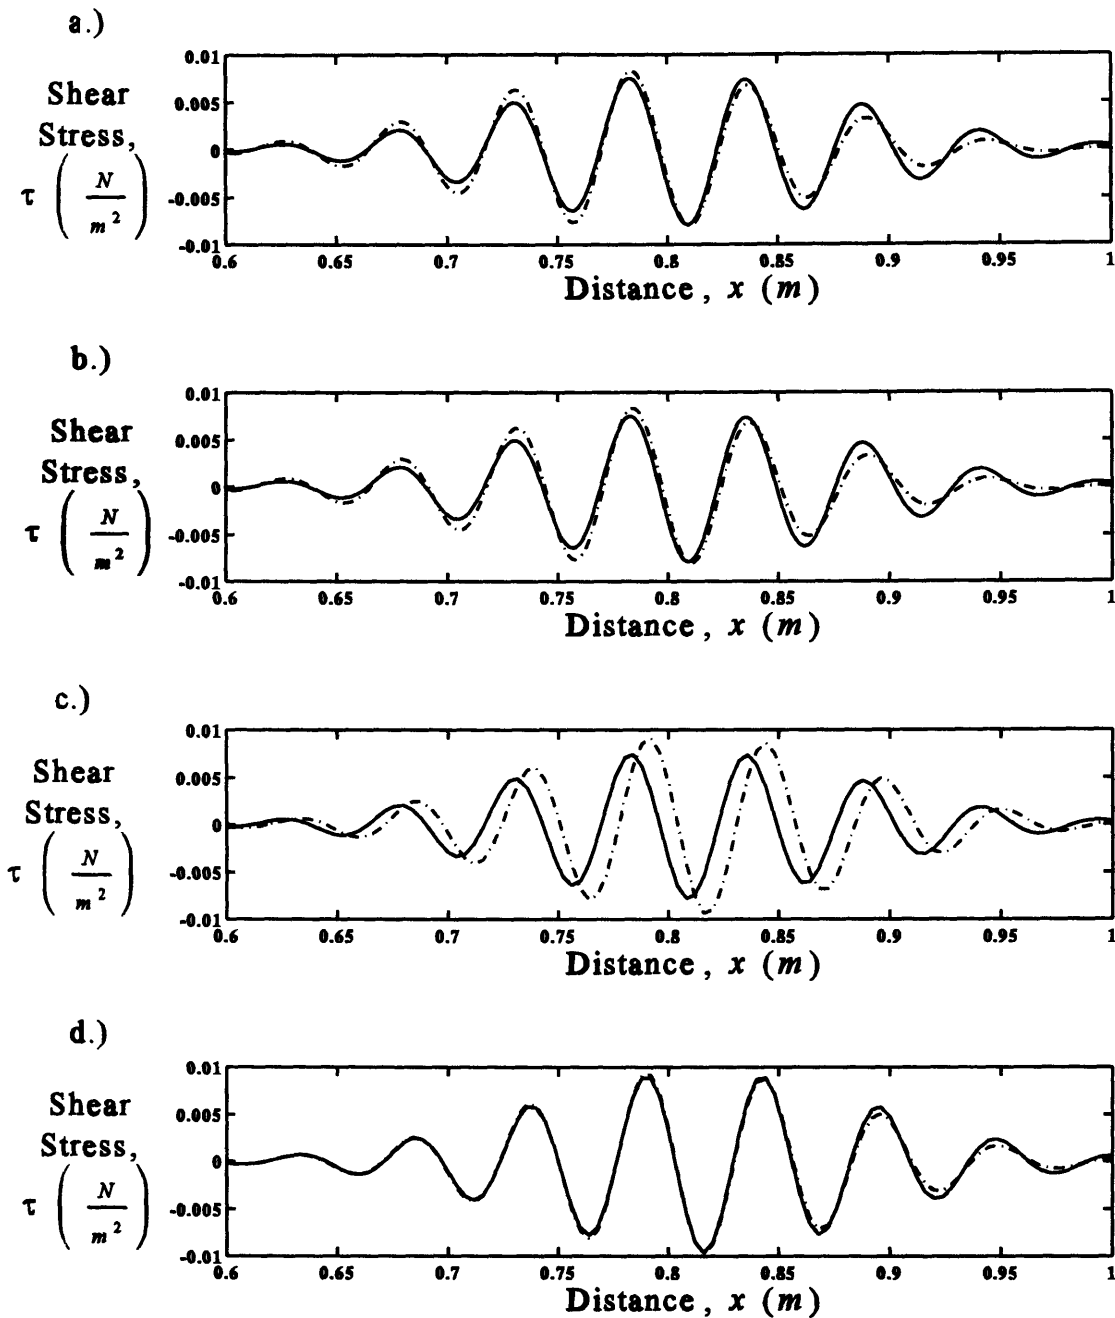 a.)
Shear
Stress,
τ ( N / m² )
0.01
0.005
0
-0.005
-0.01
0.6 0.65 0.7 0.75 0.8 0.85 0.9 0.95 1
Distance, x (m)
b.)
Shear
Stress,
τ ( N / m² )
0.01
0.005
0
-0.005
-0.01
0.6 0.65 0.7 0.75 0.8 0.85 0.9 0.95 1
Distance, x (m)
c.)
Shear
Stress,
τ ( N / m² )
0.01
0.005
0
-0.005
-0.01
0.6 0.65 0.7 0.75 0.8 0.85 0.9 0.95 1
Distance, x (m)
d.)
Shear
Stress,
τ ( N / m² )
0.01
0.005
0
-0.005
-0.01
0.6 0.65 0.7 0.75 0.8 0.85 0.9 0.95 1
Distance, x (m)